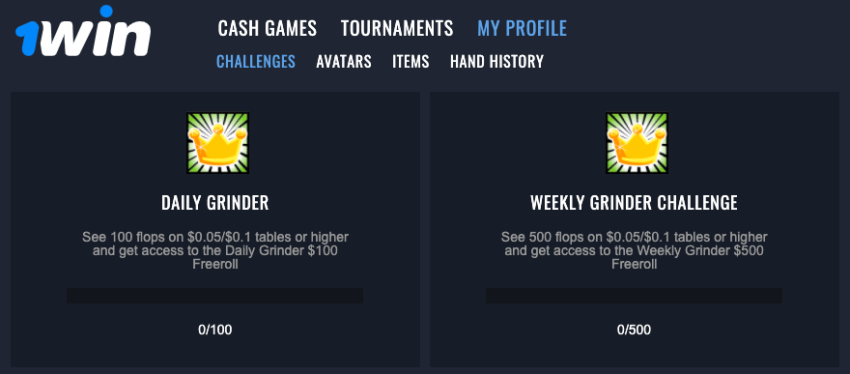 1win
CASH GAMES TOURNAMENTS MY PROFILE
CHALLENGES AVATARS ITEMS HAND HISTORY
DAILY GRINDER
See 100 flops on $0.05/$0.1 tables or higher
and get access to the Daily Grinder $100
Freeroll
0/100
WEEKLY GRINDER CHALLENGE
See 500 flops on $0.05/$0.1 tables or higher
and get access to the Weekly Grinder $500
Freeroll
0/500